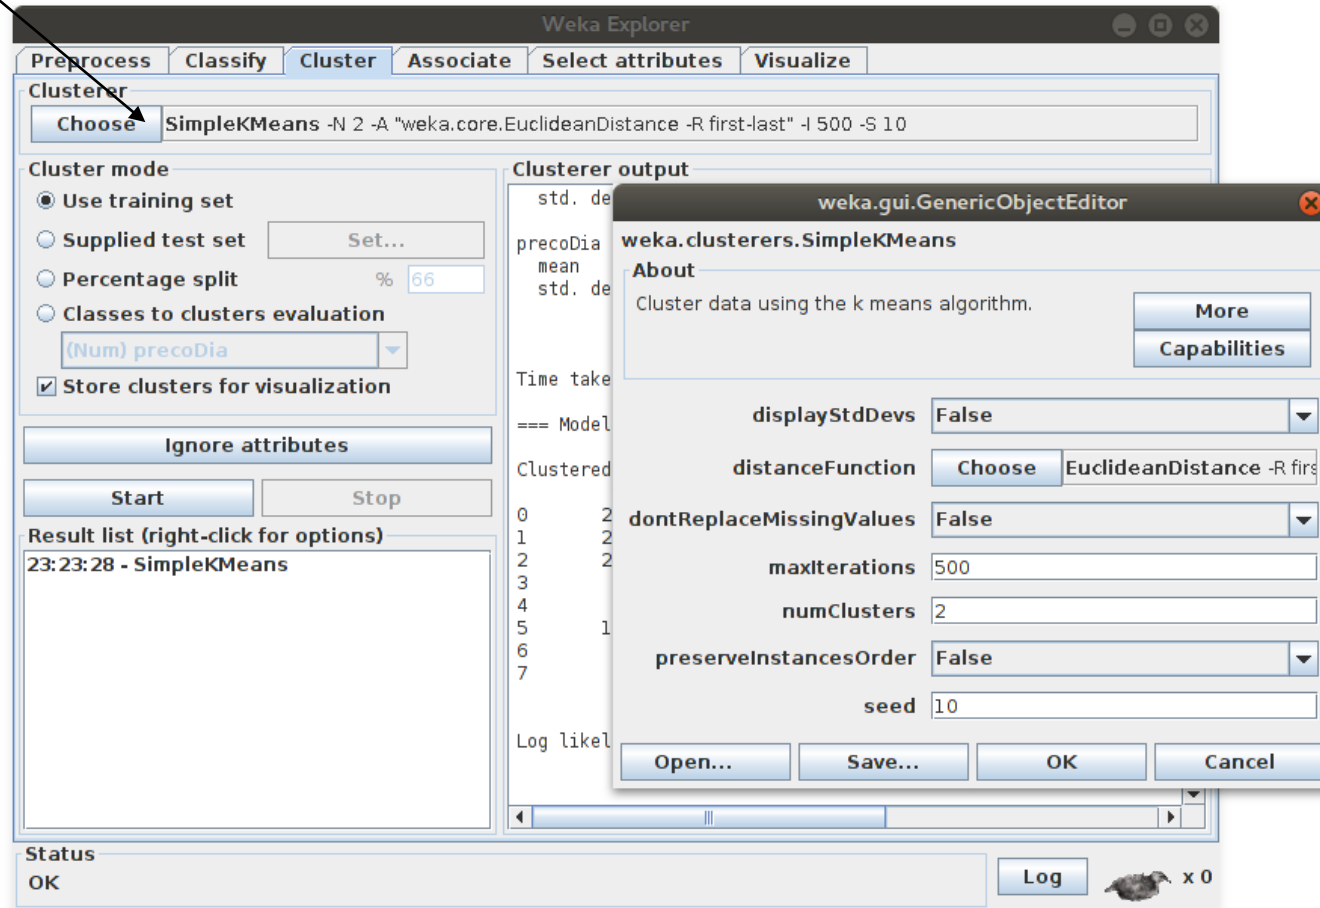 Weka Explorer
Preprocess Classify Cluster Associate Select attributes Visualize
Clusterer
Choose SimpleKMeans -N 2 -A "weka.core.EuclideanDistance -R first-last" -I 500 -S 10
Cluster mode
Use training set
Supplied test set Set...
Percentage split % 66
Classes to clusters evaluation
(Num) precoDia
Store clusters for visualization
Ignore attributes
Start Stop
Result list (right-click for options)
23:23:28 - SimpleKMeans
Clusterer output
std. de
precoDia
mean
std. de
Time take
=== Model
Clustered
0 2
1 2
2 2
3
4
5 1
6
7
Log likel
weka.gui.GenericObjectEditor
weka.clusterers.SimpleKMeans
About
Cluster data using the k means algorithm.
More
Capabilities
displayStdDevs False
distanceFunction Choose EuclideanDistance -R firs
dontReplaceMissingValues False
maxIterations 500
numClusters 2
preserveInstancesOrder False
seed 10
Open... Save... OK Cancel
Status
OK
Log x 0